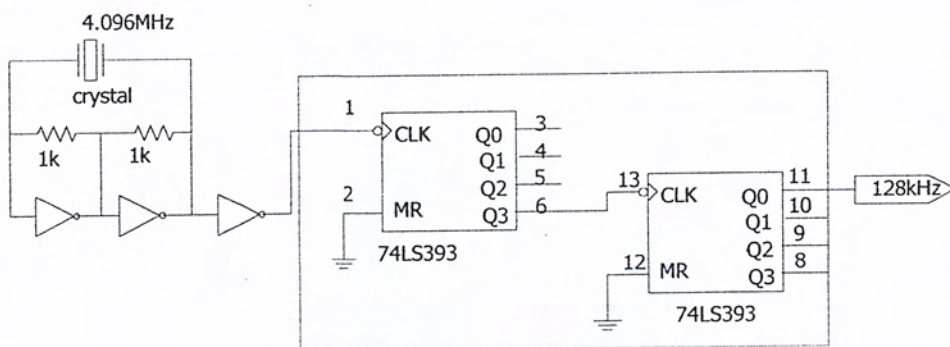 4.096MHz
crystal
1k
1k
1
CLK
2
MR
Q0
3
Q1
4
Q2
5
Q3
6
74LS393
13
CLK
12
MR
Q0
11
Q1
10
Q2
9
Q3
8
74LS393
128kHz